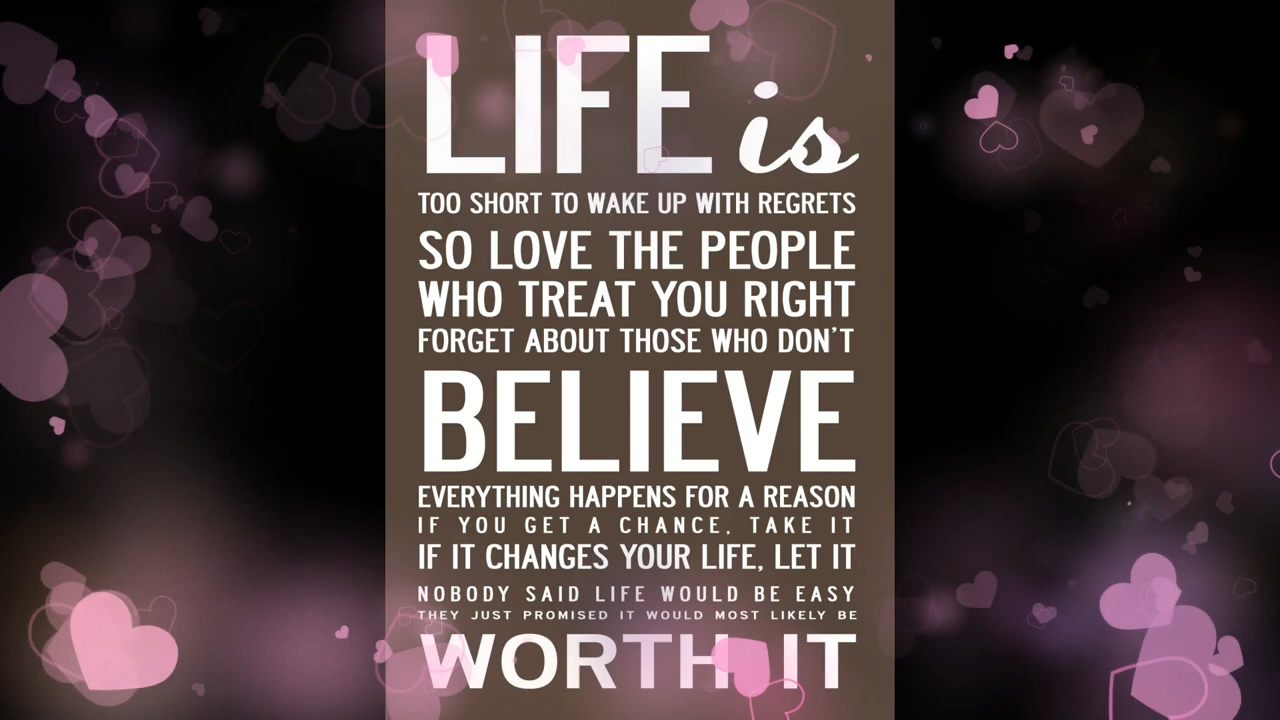 LIFE is
TOO SHORT TO WAKE UP WITH REGRETS
SO LOVE THE PEOPLE
WHO TREAT YOU RIGHT
FORGET ABOUT THOSE WHO DON'T
BELIEVE
EVERYTHING HAPPENS FOR A REASON
IF YOU GET A CHANCE, TAKE IT
IF IT CHANGES YOUR LIFE, LET IT
NOBODY SAID LIFE WOULD BE EASY
THEY JUST PROMISED IT WOULD MOST LIKELY BE
WORTH IT